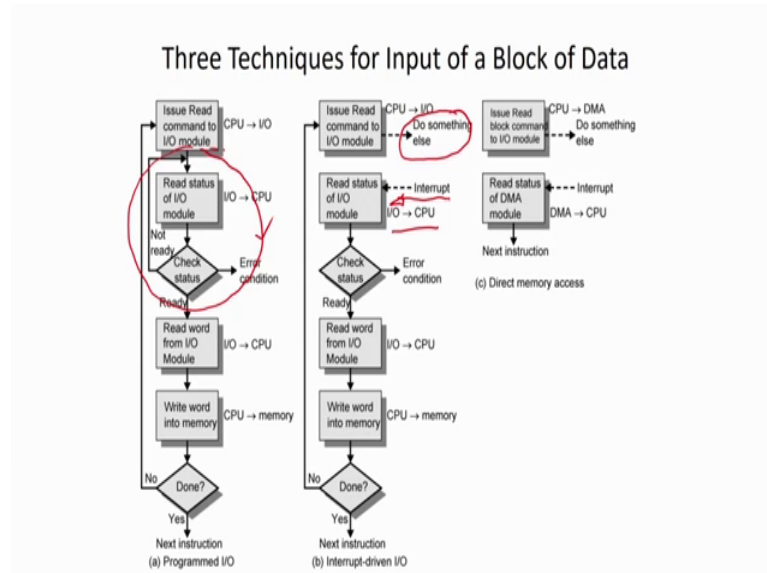 Three Techniques for Input of a Block of Data
Issue Read
command to
I/O module
CPU → I/O
Read status
of I/O
module
I/O → CPU
Not
ready
Check
status
Error
condition
Ready
Read word
from I/O
Module
I/O → CPU
Write word
into memory
CPU → memory
No
Done?
Yes
Next instruction
(a) Programmed I/O
Issue Read
command to
I/O module
CPU → I/O
Do something
else
Read status
of I/O
module
Interrupt
I/O → CPU
Check
status
Error
condition
Ready
Read word
from I/O
Module
I/O → CPU
Write word
into memory
CPU → memory
No
Done?
Yes
Next instruction
(b) Interrupt-driven I/O
Issue Read
block command
to I/O module
CPU → DMA
Do something
else
Read status
of DMA
module
Interrupt
DMA → CPU
Next instruction
(c) Direct memory access